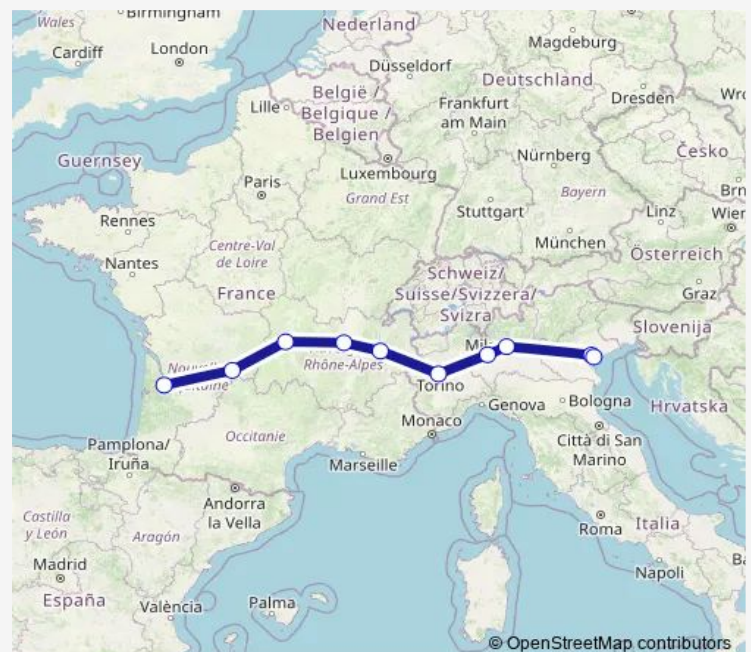 Birmingham
Wales
Nederland
Cardiff
London
Magdeburg
Düsseldorf
Deutschland
België /
Belgique /
Belgien
Lille
Dresden
Frankfurt
am Main
Guernsey
Česko
Luxembourg
Nürnberg
Paris
Grand Est
Bayern
Rennes
Stuttgart
Linz
Centre-Val
de Loire
München
Nantes
Österreich
Schweiz/
Suisse/Svizzera/
Svizra
France
Graz
Slovenija
Rhône-Alpes
Torino
Genova
Bologna
Hrvatska
Monaco
Occitanie
Pamplona/
Iruña
Marseille
Città di San
Marino
Andorra
la Vella
Castilla
y León
Aragón
Roma
Italia
Madrid
Napoli
España
València
Palma
© OpenStreetMap contributors